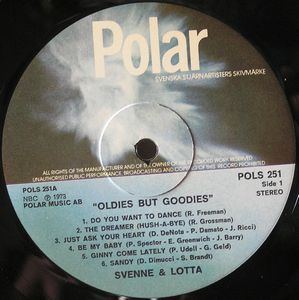 Polar
SVENSKA STJÄRNARTISTERS SKIVMÄRKE
ALL RIGHTS OF THE MANUFACTURER AND OF THE OWNER OF THE RECORDED WORK RESERVED.
UNAUTHORISED PUBLIC PERFORMANCE, BROADCASTING AND COPYING OF THIS RECORD PROHIBITED
POLS 251A
NBC Ⓟ 1973
POLAR MUSIC AB
POLS 251
Side 1
STEREO
"OLDIES BUT GOODIES"
1. DO YOU WANT TO DANCE (R. Freeman)
2. THE DREAMER (HUSH-A-BYE) (R. Grossman)
3. JUST ASK YOUR HEART (D. DeNote - P. Damato - J. Ricci)
4. BE MY BABY (P. Spector - E. Greenwich - J. Barry)
5. GINNY COME LATELY (P. Udell - G. Geld)
6. SANDY (D. Dimucci - S. Brandt)
SVENNE & LOTTA